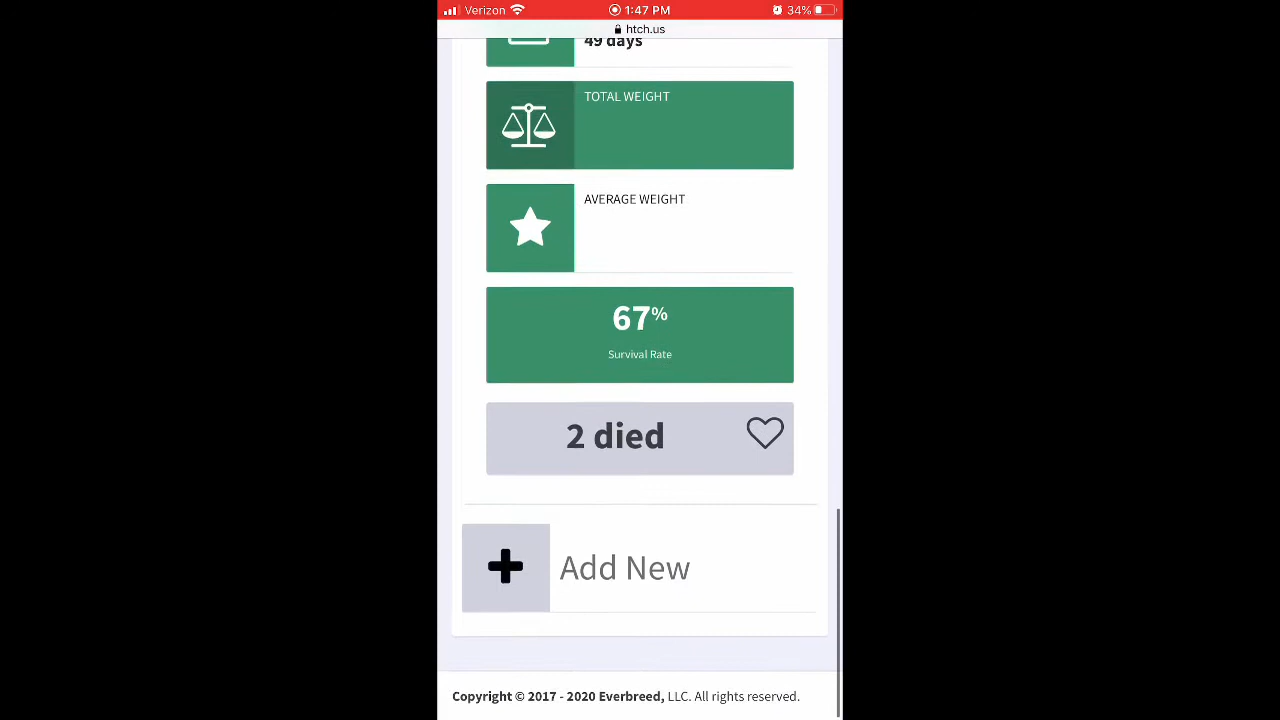 Verizon 1:47 PM 34%
htch.us
49 days
TOTAL WEIGHT
AVERAGE WEIGHT
67%
Survival Rate
2 died
Add New
Copyright © 2017 - 2020 Everbreed, LLC. All rights reserved.